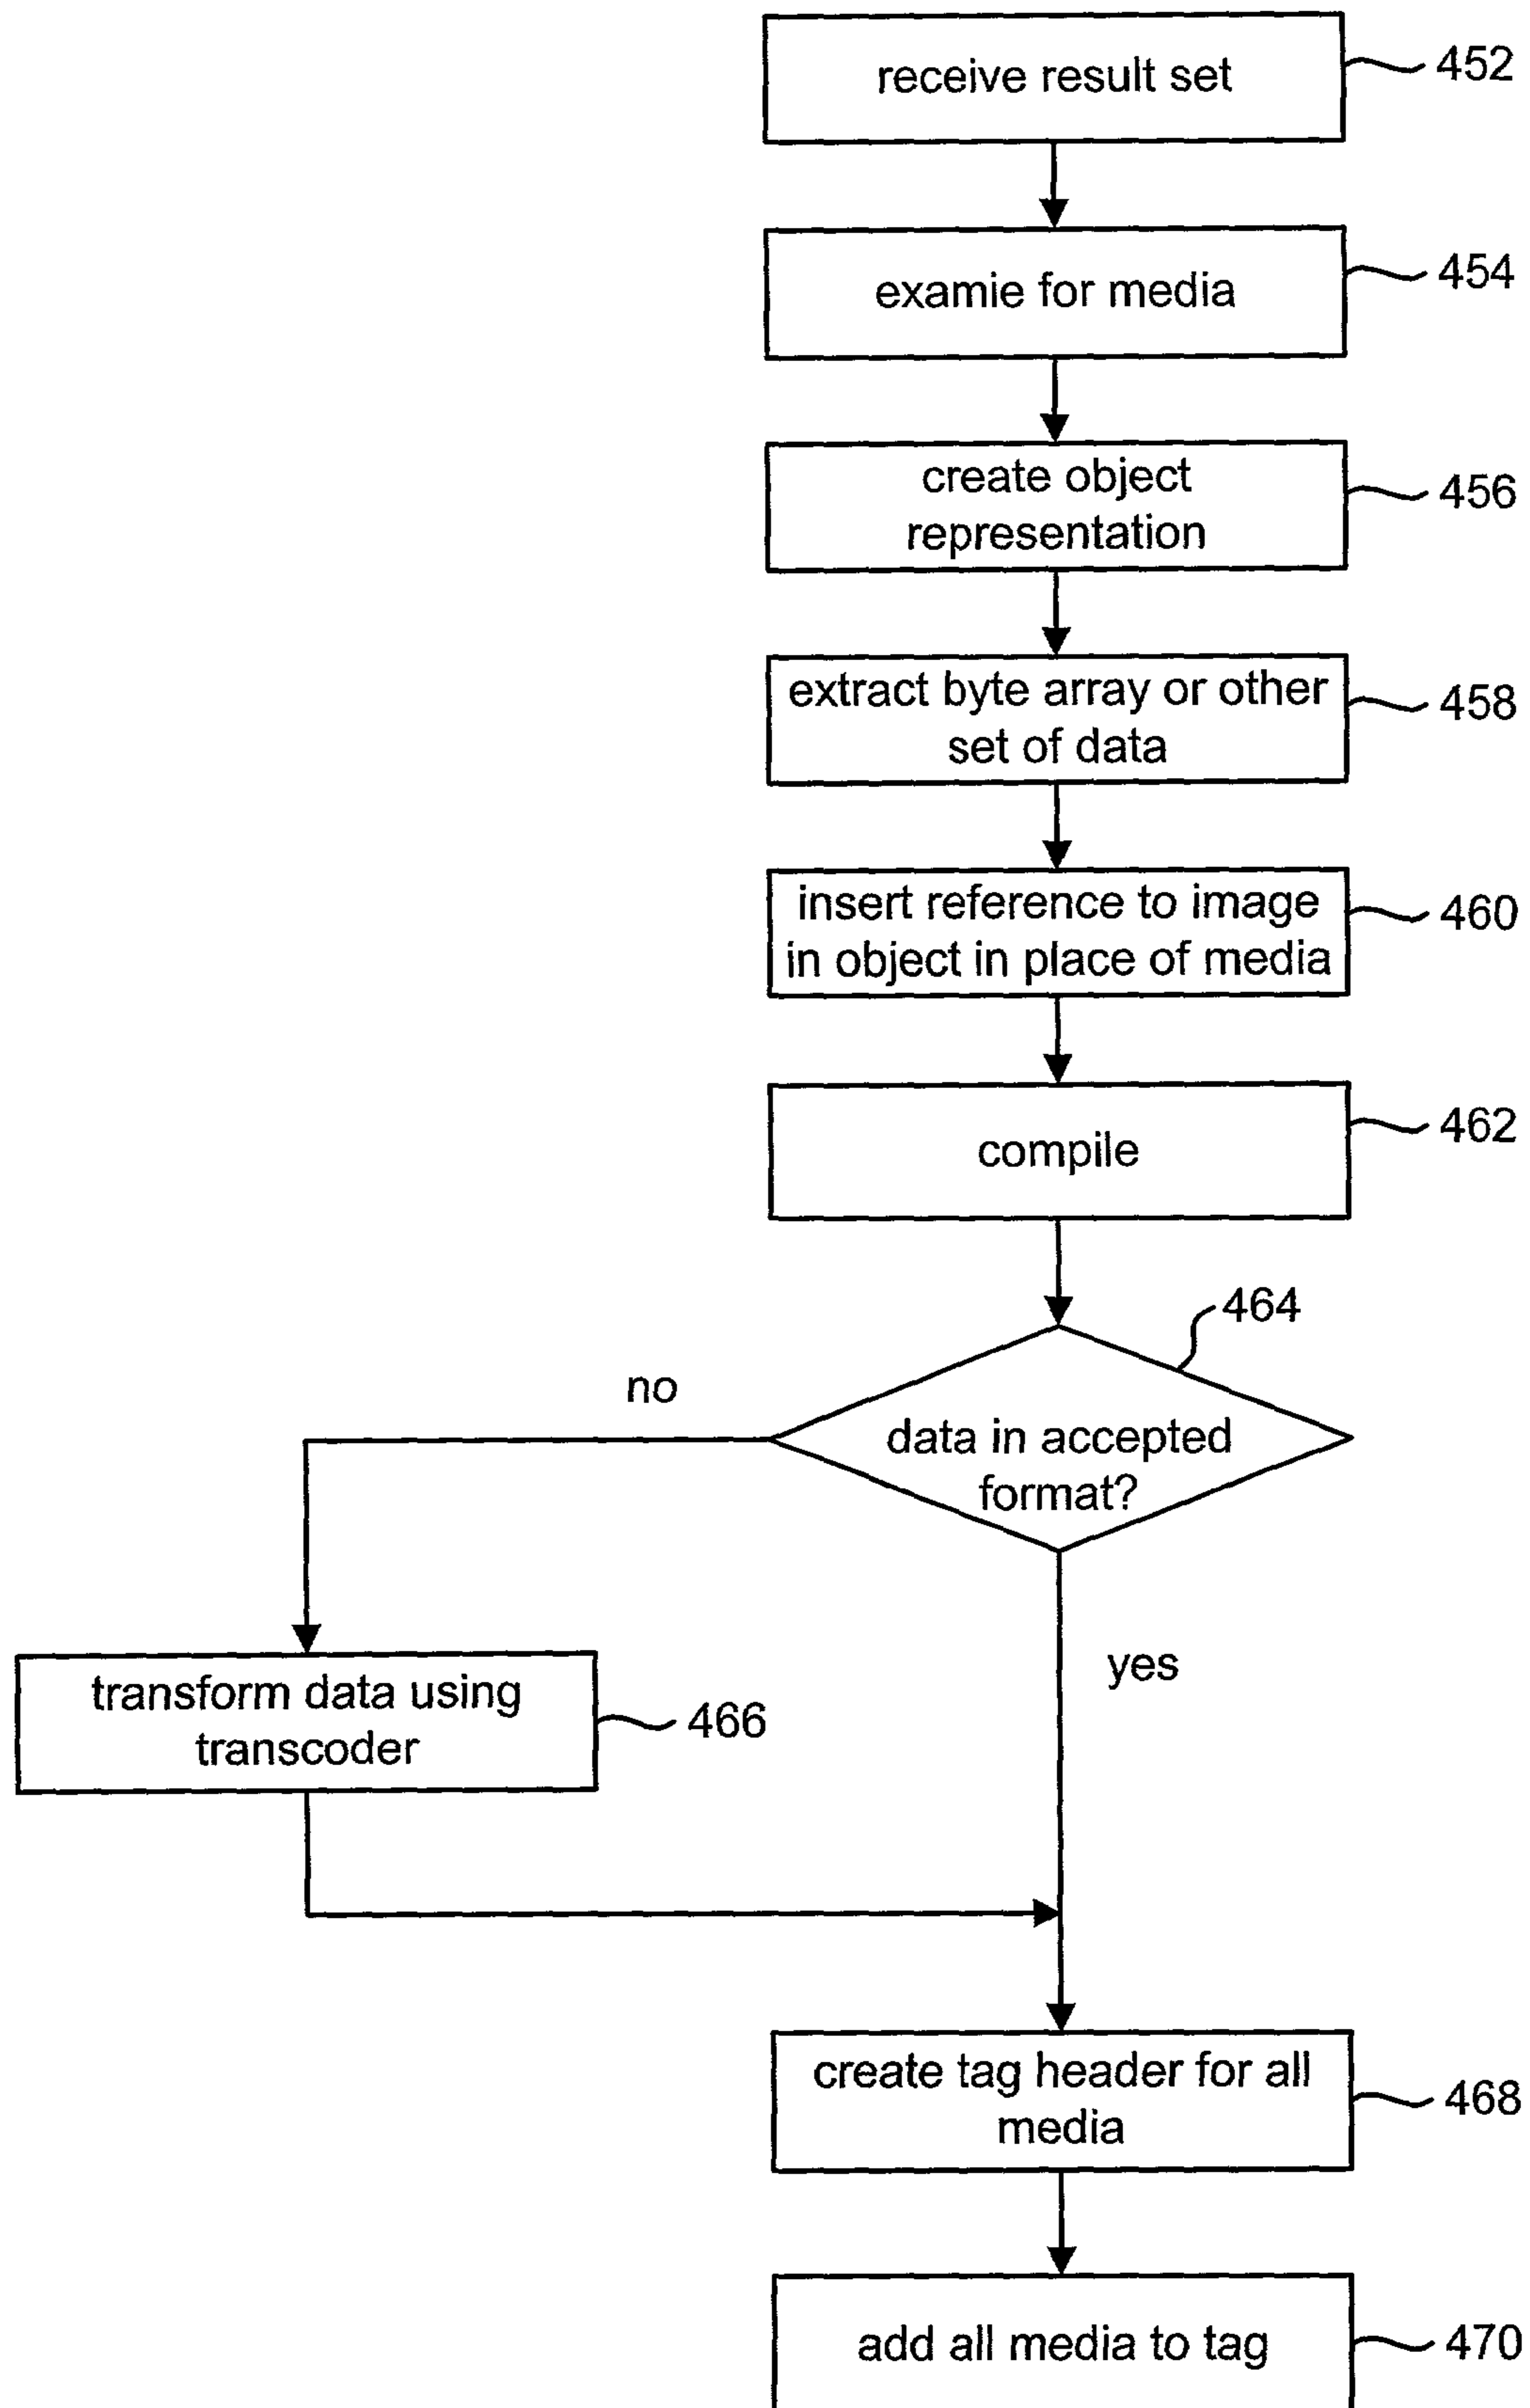 receive result set
452
examie for media
454
create object
representation
456
extract byte array or other
set of data
458
insert reference to image
in object in place of media
460
compile
462
464
no
data in accepted
format?
yes
transform data using
transcoder
466
create tag header for all
media
468
add all media to tag
470